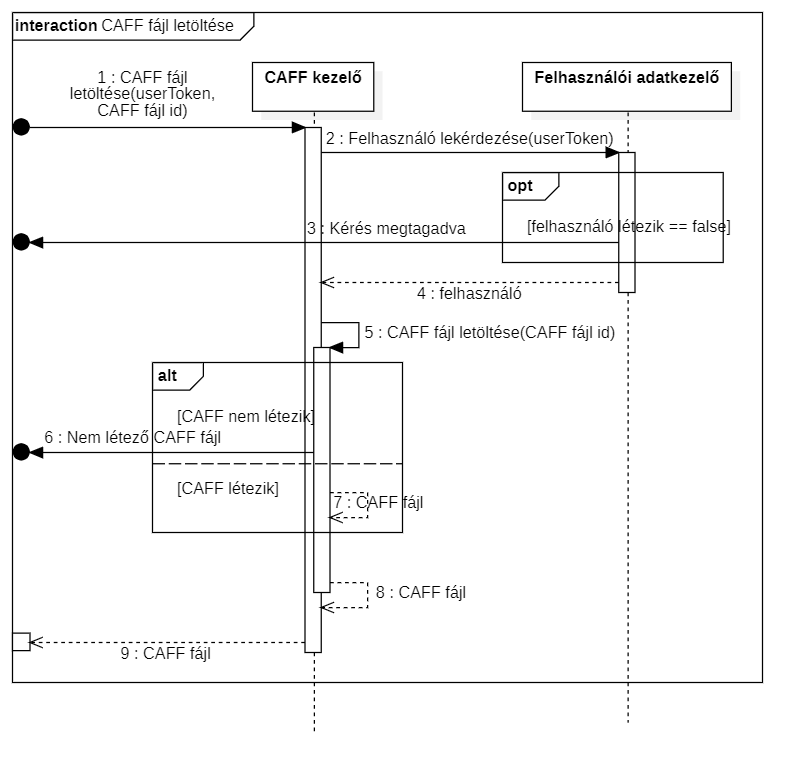 interaction CAFF fájl letöltése
1 : CAFF fájl
letöltése(userToken,
CAFF fájl id)
CAFF kezelő
Felhasználói adatkezelő
2 : Felhasználó lekérdezése(userToken)
opt
[felhasználó létezik == false]
3 : Kérés megtagadva
4 : felhasználó
5 : CAFF fájl letöltése(CAFF fájl id)
alt
[CAFF nem létezik]
6 : Nem létező CAFF fájl
[CAFF létezik]
7 : CAFF fájl
8 : CAFF fájl
9 : CAFF fájl